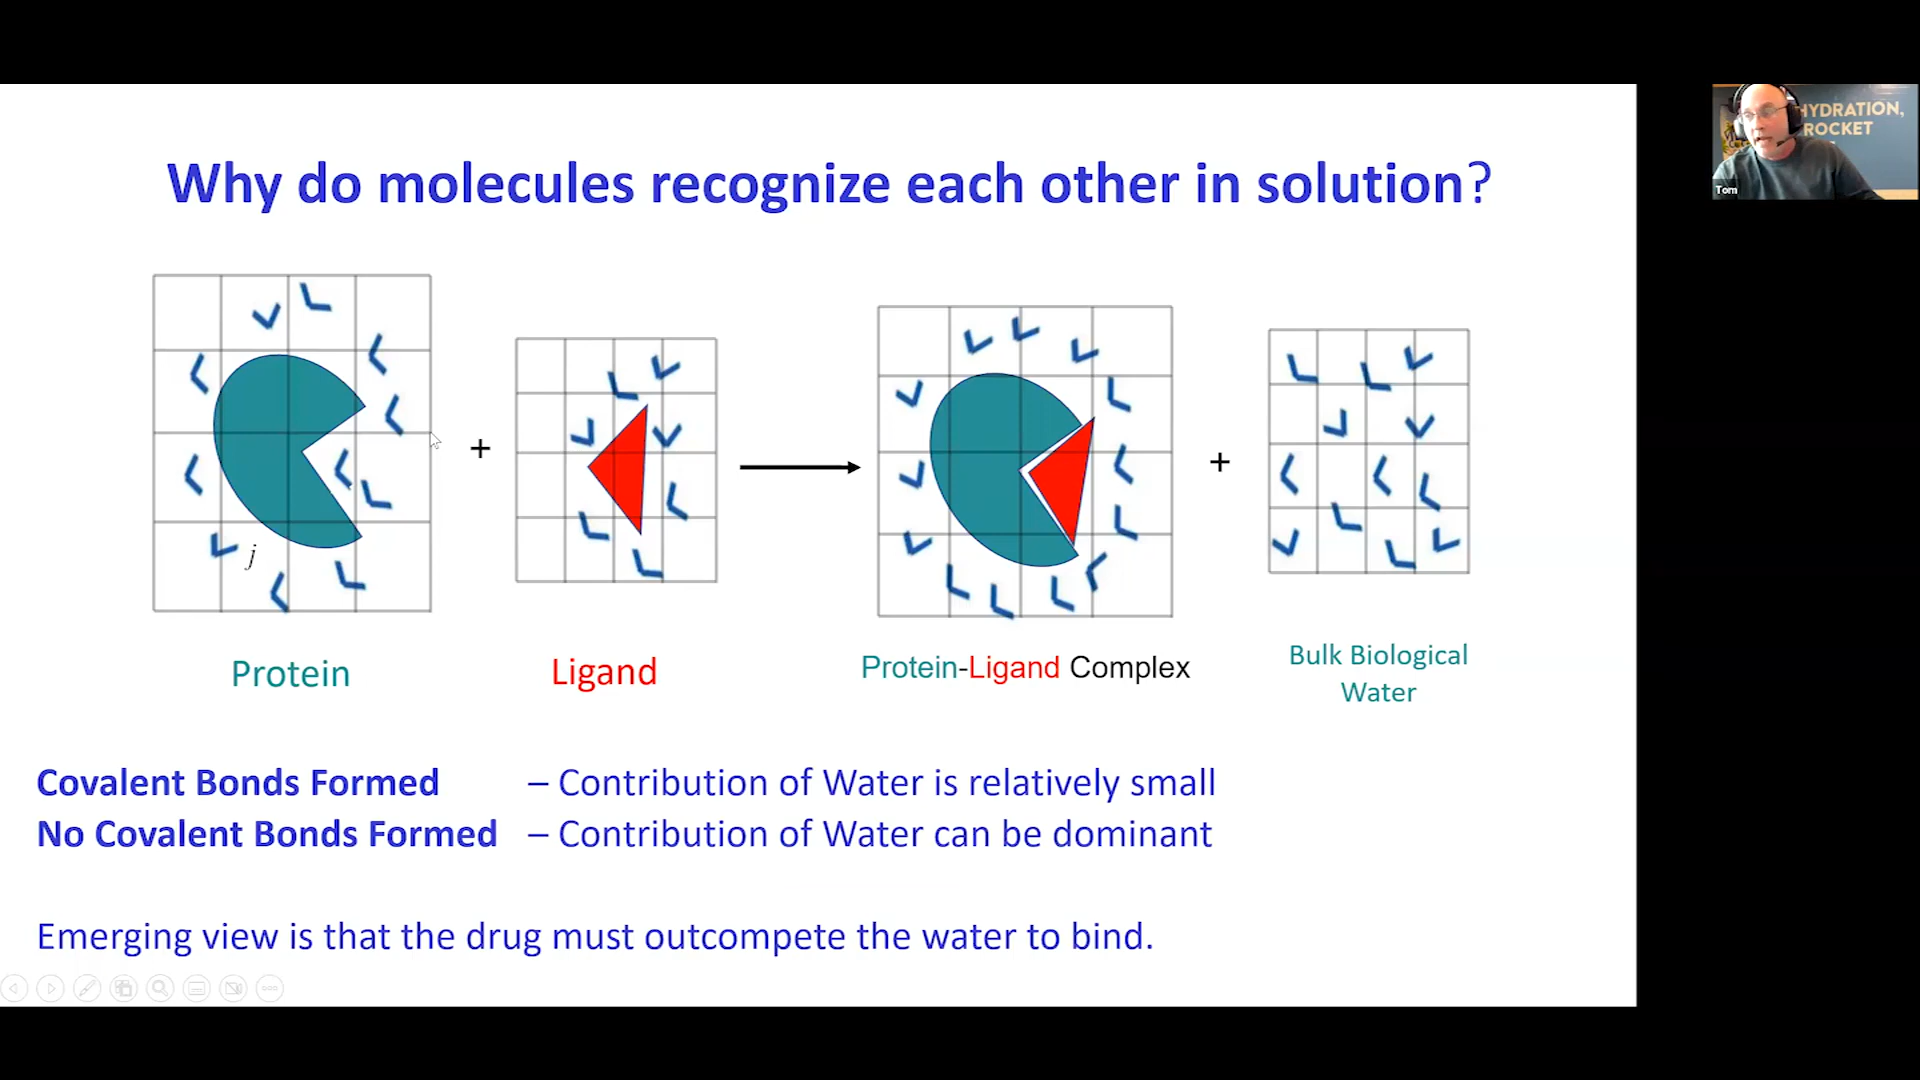 Why do molecules recognize each other in solution?
HYDRATION,
ROCKET
Tom
j
+
+
Protein
Ligand
Protein-Ligand Complex
Bulk Biological
Water
Covalent Bonds Formed – Contribution of Water is relatively small
No Covalent Bonds Formed – Contribution of Water can be dominant
Emerging view is that the drug must outcompete the water to bind.